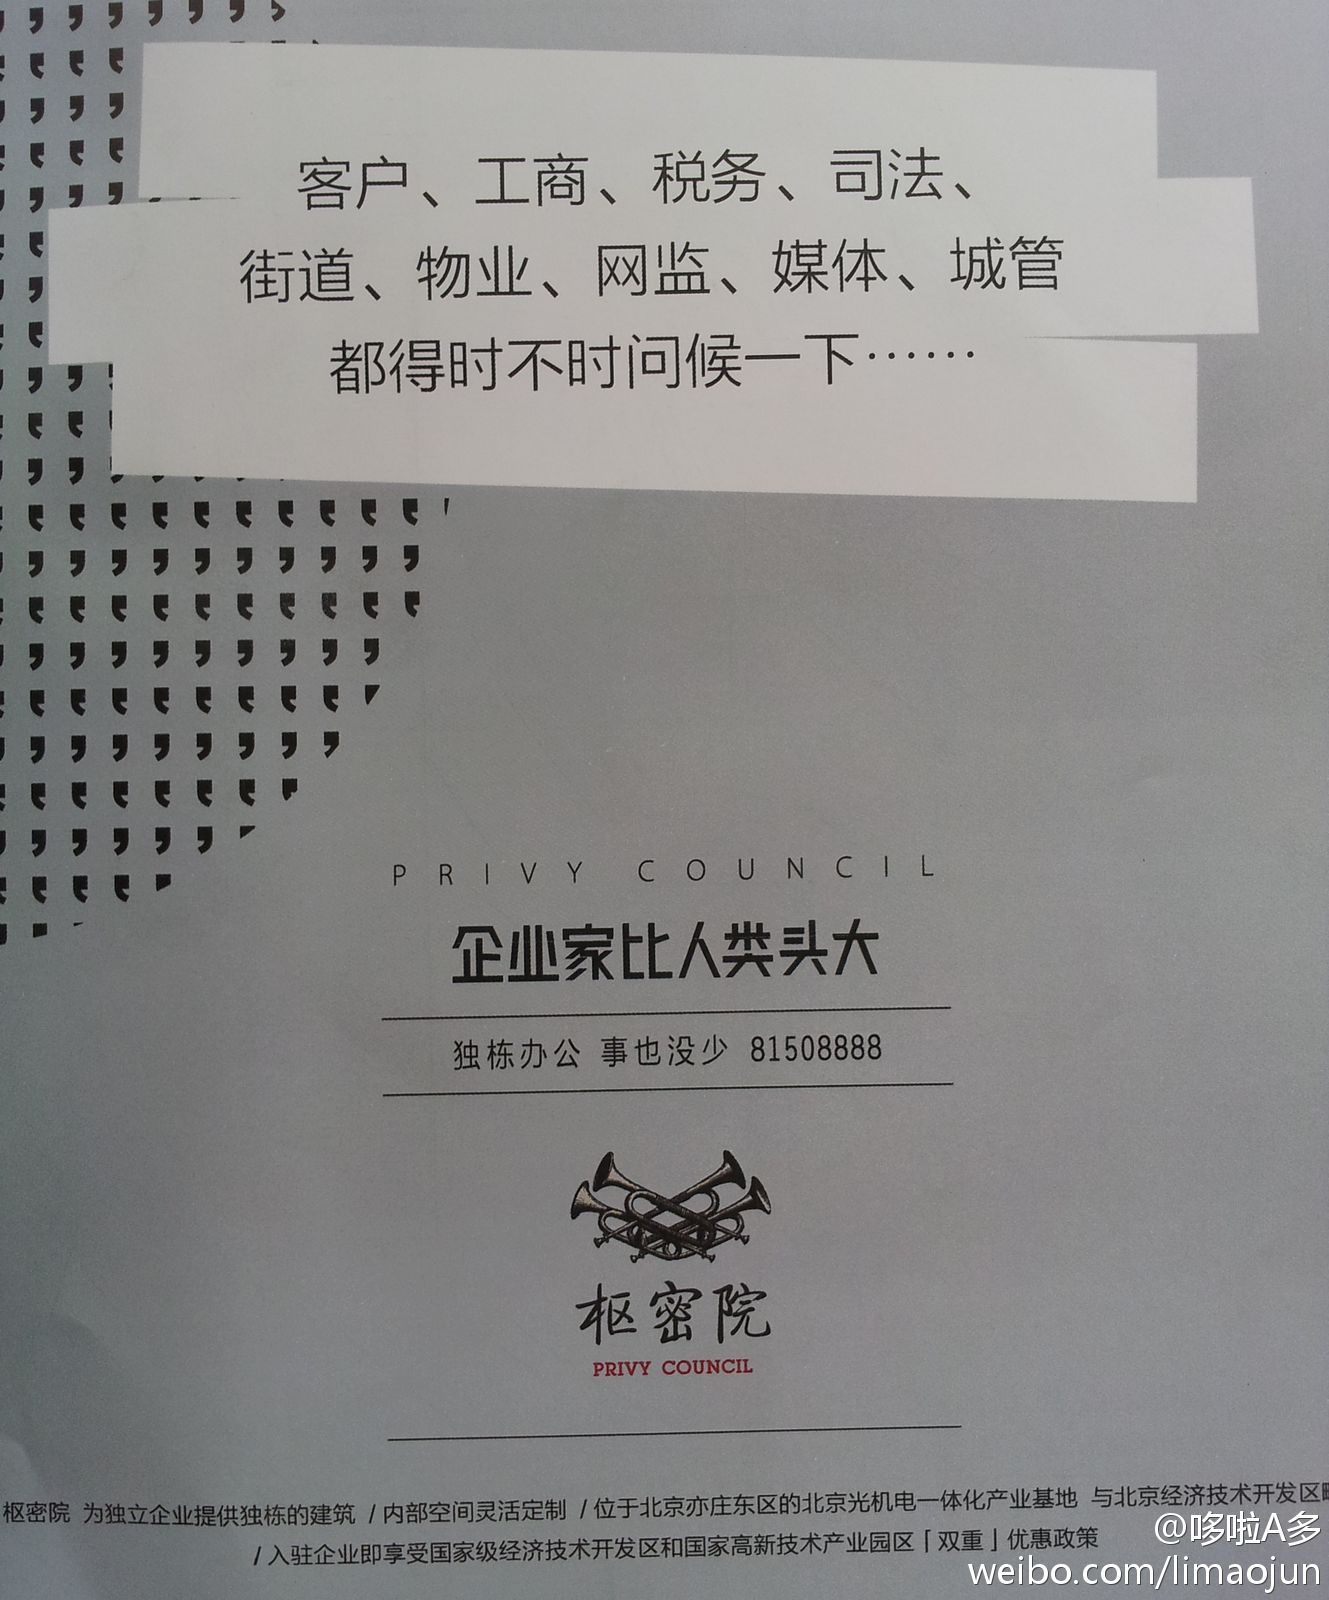 客户、工商、税务、司法、
街道、物业、网监、媒体、城管
都得时不时问候一下……
PRIVY COUNCIL
企业家比人类头大
独栋办公 事也没少 81508888
枢密院
PRIVY COUNCIL
枢密院 为独立企业提供独栋的建筑 / 内部空间灵活定制 / 位于北京亦庄东区的北京光机电一体化产业基地 与北京经济技术开发区
/ 入驻企业即享受国家级经济技术开发区和国家高新技术产业园区「双重」优惠政策
@哆啦A多
weibo.com/limaojun